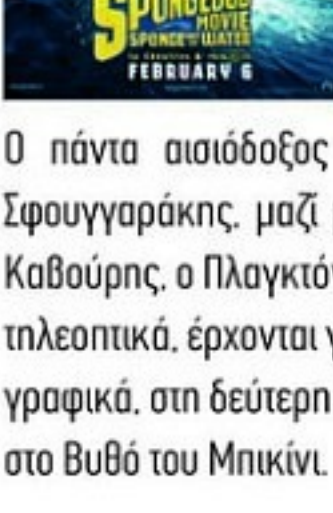 SPONGEBOB
MOVIE
SPONGE OUT OF WATER
FEBRUARY 6
Ο πάντα αισιόδοξος
Σφουγγαράκης, μαζί
Καβούρης, ο Πλαγκτόν
τηλεοπτικά, έρχονται
γραφικά, στη δεύτερη
στο Βυθό του Μπικίνι.